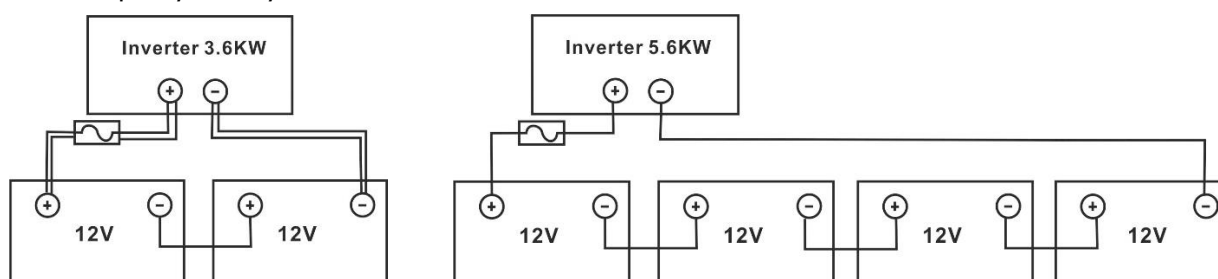 Inverter 3.6KW
Inverter 5.6KW
+ -
+ -
+ - + -
12V 12V
+ - + - + - + -
12V 12V 12V 12V